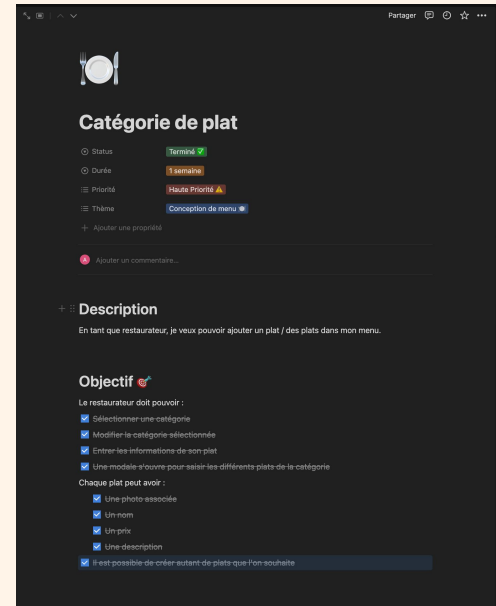 Partager
Catégorie de plat
Status Terminé
Durée 1 semaine
Priorité Haute Priorité
Thème Conception de menu
Ajouter une propriété
A Ajouter un commentaire...
Description
En tant que restaurateur, je veux pouvoir ajouter un plat / des plats dans mon menu.
Objectif
Le restaurateur doit pouvoir :
Sélectionner une catégorie
Modifier la catégorie sélectionnée
Entrer les informations de son plat
Une modale s'ouvre pour saisir les différents plats de la catégorie
Chaque plat peut avoir :
Une photo associée
Un nom
Un prix
Une description
Il est possible de créer autant de plats que l'on souhaite